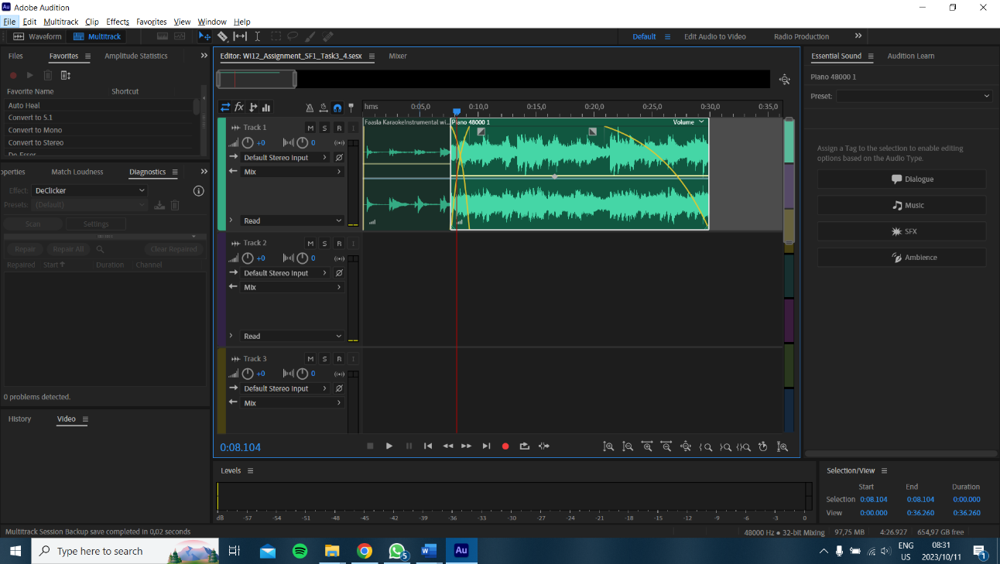 Au Adobe Audition
File Edit Multitrack Clip Effects Favorites View Window Help
Waveform Multitrack Default Edit Audio to Video Radio Production
Files Favorites Amplitude Statistics
Favorite Name Shortcut
Auto Heal
Convert to 5.1
Convert to Mono
Convert to Stereo
De Esser
operties Match Loudness Diagnostics
Effect: DeClicker
Presets: (Default)
Scan Settings
Repair Repair All Clear Repaired
Repaired Start Duration Channel
0 problems detected.
History Video
Editor: WI12_Assignment_SF1_Task3_4.sesx Mixer
fx hms 0:05,0 0:10,0 0:15,0 0:20,0 0:25,0 0:30,0 0:35,0
Faasla KaraokeInstrumental wi... Piano 48000 1 Volume
Track 1 M S R I
+0 0
Default Stereo Input
Mix
Read
Track 2 M S R I
+0 0
Default Stereo Input
Mix
Read
Track 3 M S R I
+0 0
Default Stereo Input
Mix
0:08.104
Levels
dB -57 -54 -51 -48 -45 -42 -39 -36 -33 -30 -27 -24 -21 -18 -15 -12 -9 -6 -3 0
Essential Sound Audition Learn
Piano 48000 1
Preset:
Assign a Tag to the selection to enable editing
options based on the Audio Type.
Dialogue
Music
SFX
Ambience
Selection/View
Start End Duration
Selection 0:08.104 0:08.104 0:00.000
View 0:00.000 0:36.260 0:36.260
Multitrack Session Backup save completed in 0,02 seconds
48000 Hz ● 32-bit Mixing 97,75 MB 4:26.927 654,97 GB free
Type here to search
5
Au
ENG
US
08:31
2023/10/11
1